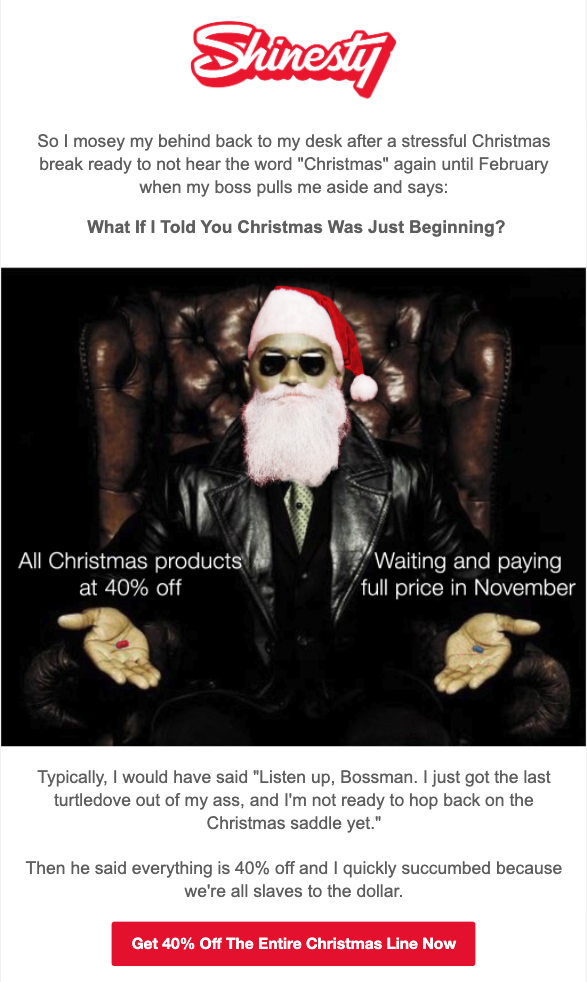 Shinesty
So I mosey my behind back to my desk after a stressful Christmas
break ready to not hear the word "Christmas" again until February
when my boss pulls me aside and says:
What If I Told You Christmas Was Just Beginning?
All Christmas products
at 40% off
Waiting and paying
full price in November
Typically, I would have said "Listen up, Bossman. I just got the last
turtledove out of my ass, and I'm not ready to hop back on the
Christmas saddle yet."
Then he said everything is 40% off and I quickly succumbed because
we're all slaves to the dollar.
Get 40% Off The Entire Christmas Line Now